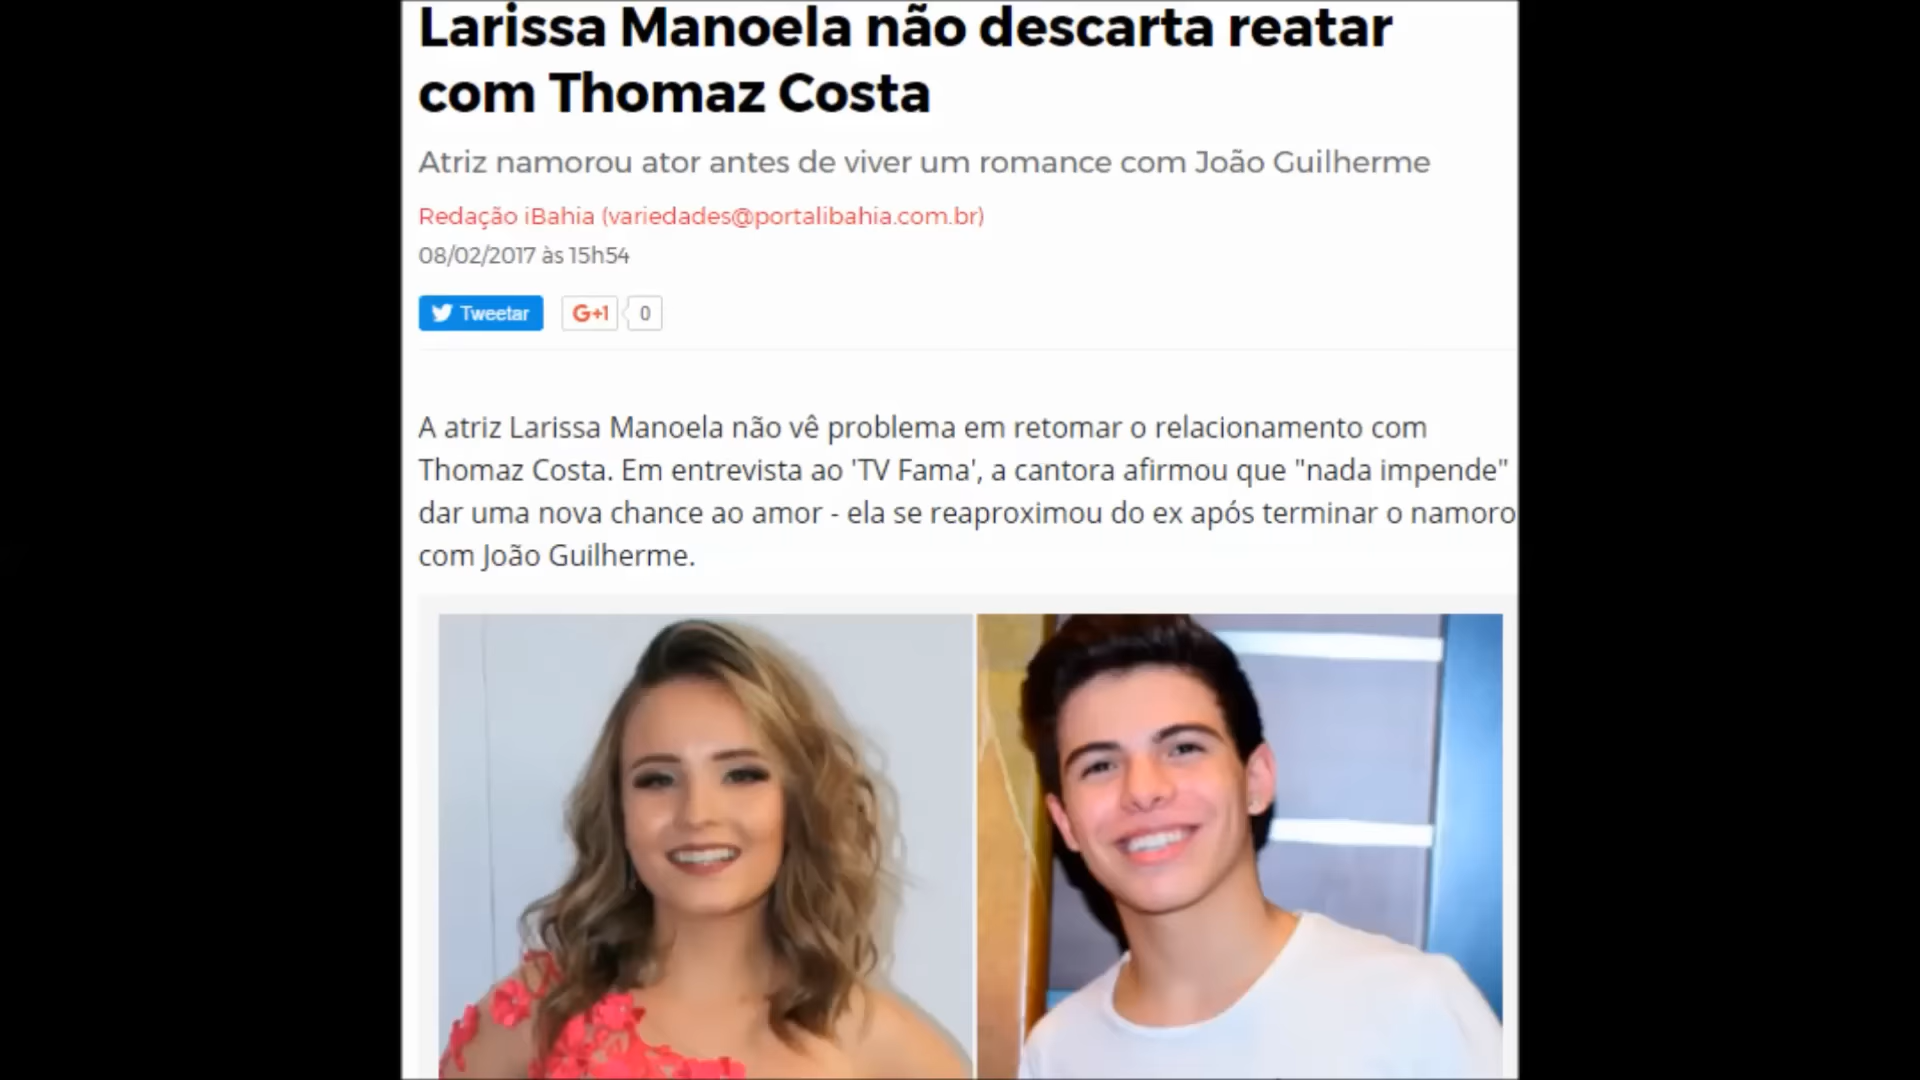 Larissa Manoela não descarta reatar
com Thomaz Costa
Atriz namorou ator antes de viver um romance com João Guilherme
Redação iBahia (variedades@portalibahia.com.br)
08/02/2017 às 15h54
Tweetar G+1 0
A atriz Larissa Manoela não vê problema em retomar o relacionamento com
Thomaz Costa. Em entrevista ao 'TV Fama', a cantora afirmou que "nada impende"
dar uma nova chance ao amor - ela se reaproximou do ex após terminar o namoro
com João Guilherme.